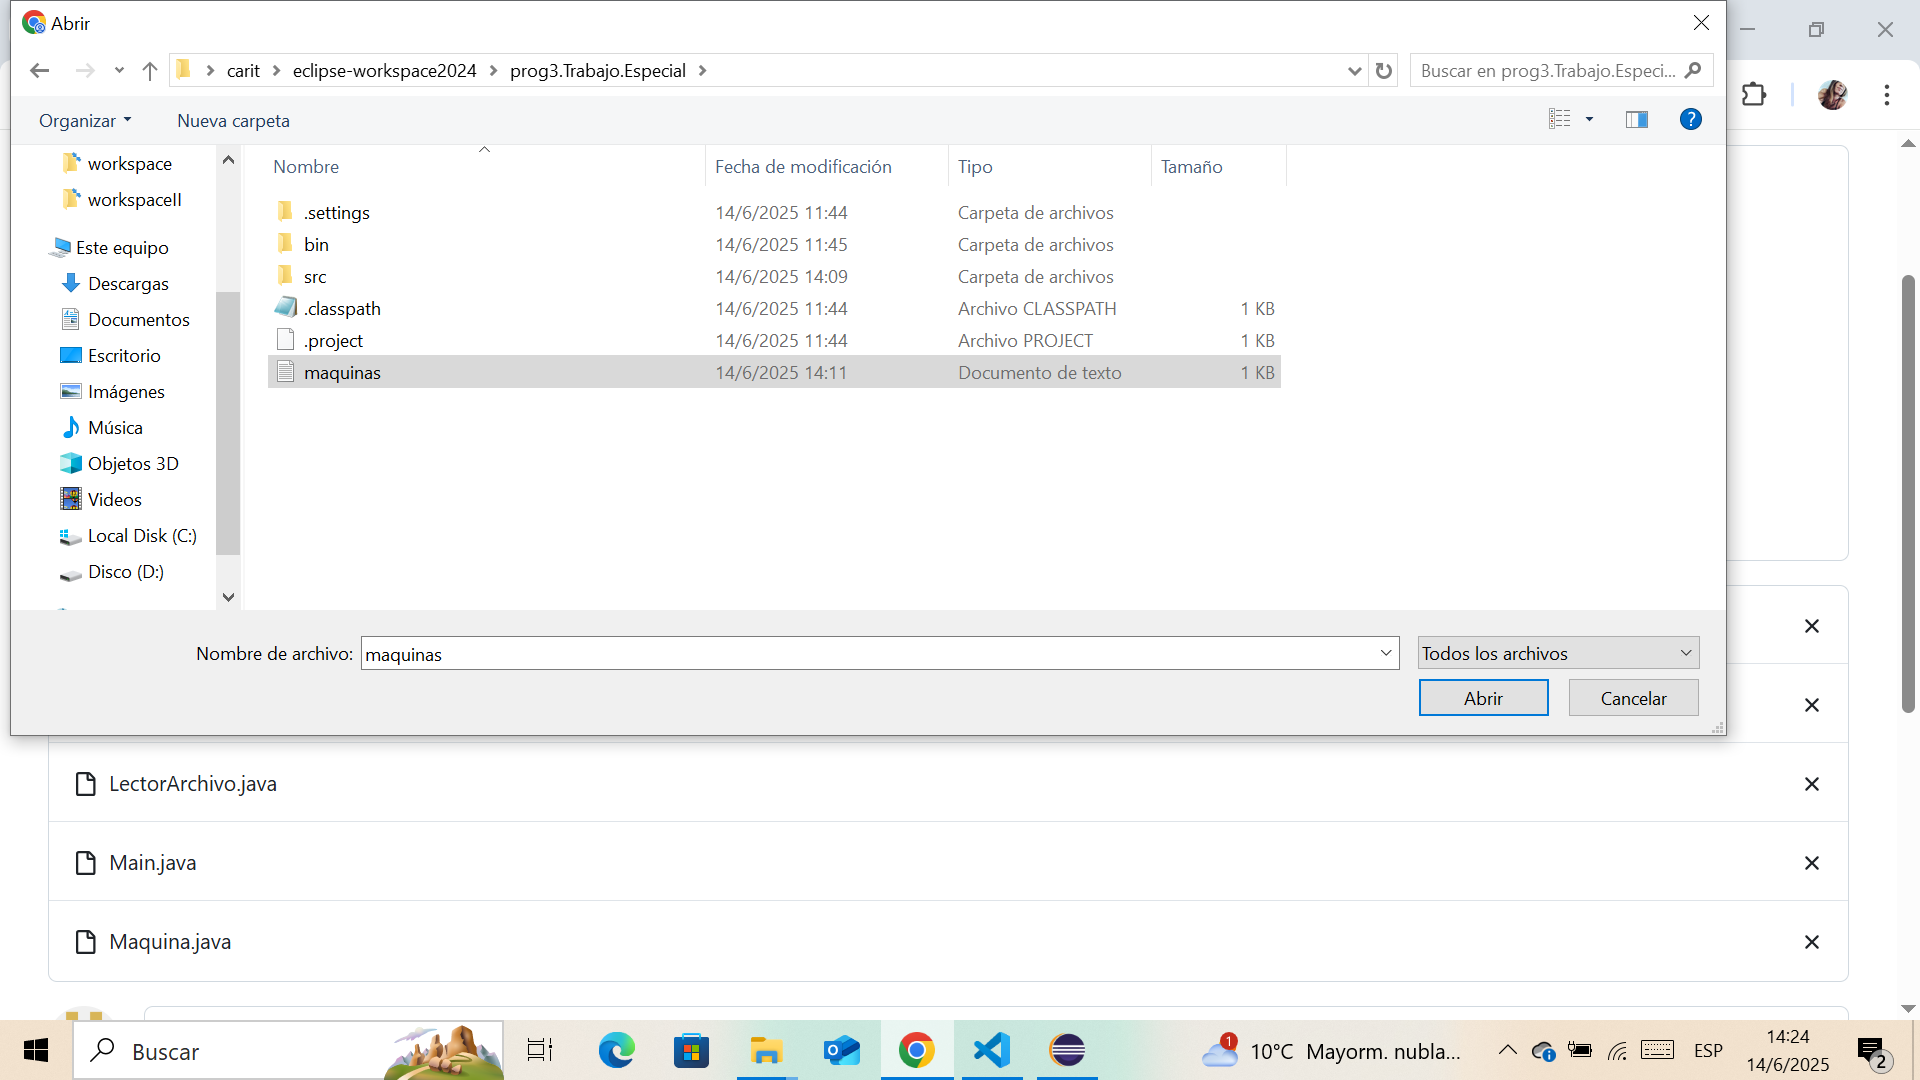 Abrir
carit
eclipse-workspace2024
prog3.Trabajo.Especial
Buscar en prog3.Trabajo.Especi...
Organizar
Nueva carpeta
?
workspace
workspaceII
Este equipo
Descargas
Documentos
Escritorio
Imágenes
Música
Objetos 3D
Videos
Local Disk (C:)
Disco (D:)
Nombre Fecha de modificación Tipo Tamaño
.settings 14/6/2025 11:44 Carpeta de archivos
bin 14/6/2025 11:45 Carpeta de archivos
src 14/6/2025 14:09 Carpeta de archivos
.classpath 14/6/2025 11:44 Archivo CLASSPATH 1 KB
.project 14/6/2025 11:44 Archivo PROJECT 1 KB
maquinas 14/6/2025 14:11 Documento de texto 1 KB
Nombre de archivo: maquinas
Todos los archivos
Abrir
Cancelar
LectorArchivo.java
Main.java
Maquina.java
Buscar
1
10°C Mayorm. nubla...
ESP
14:24
14/6/2025
2